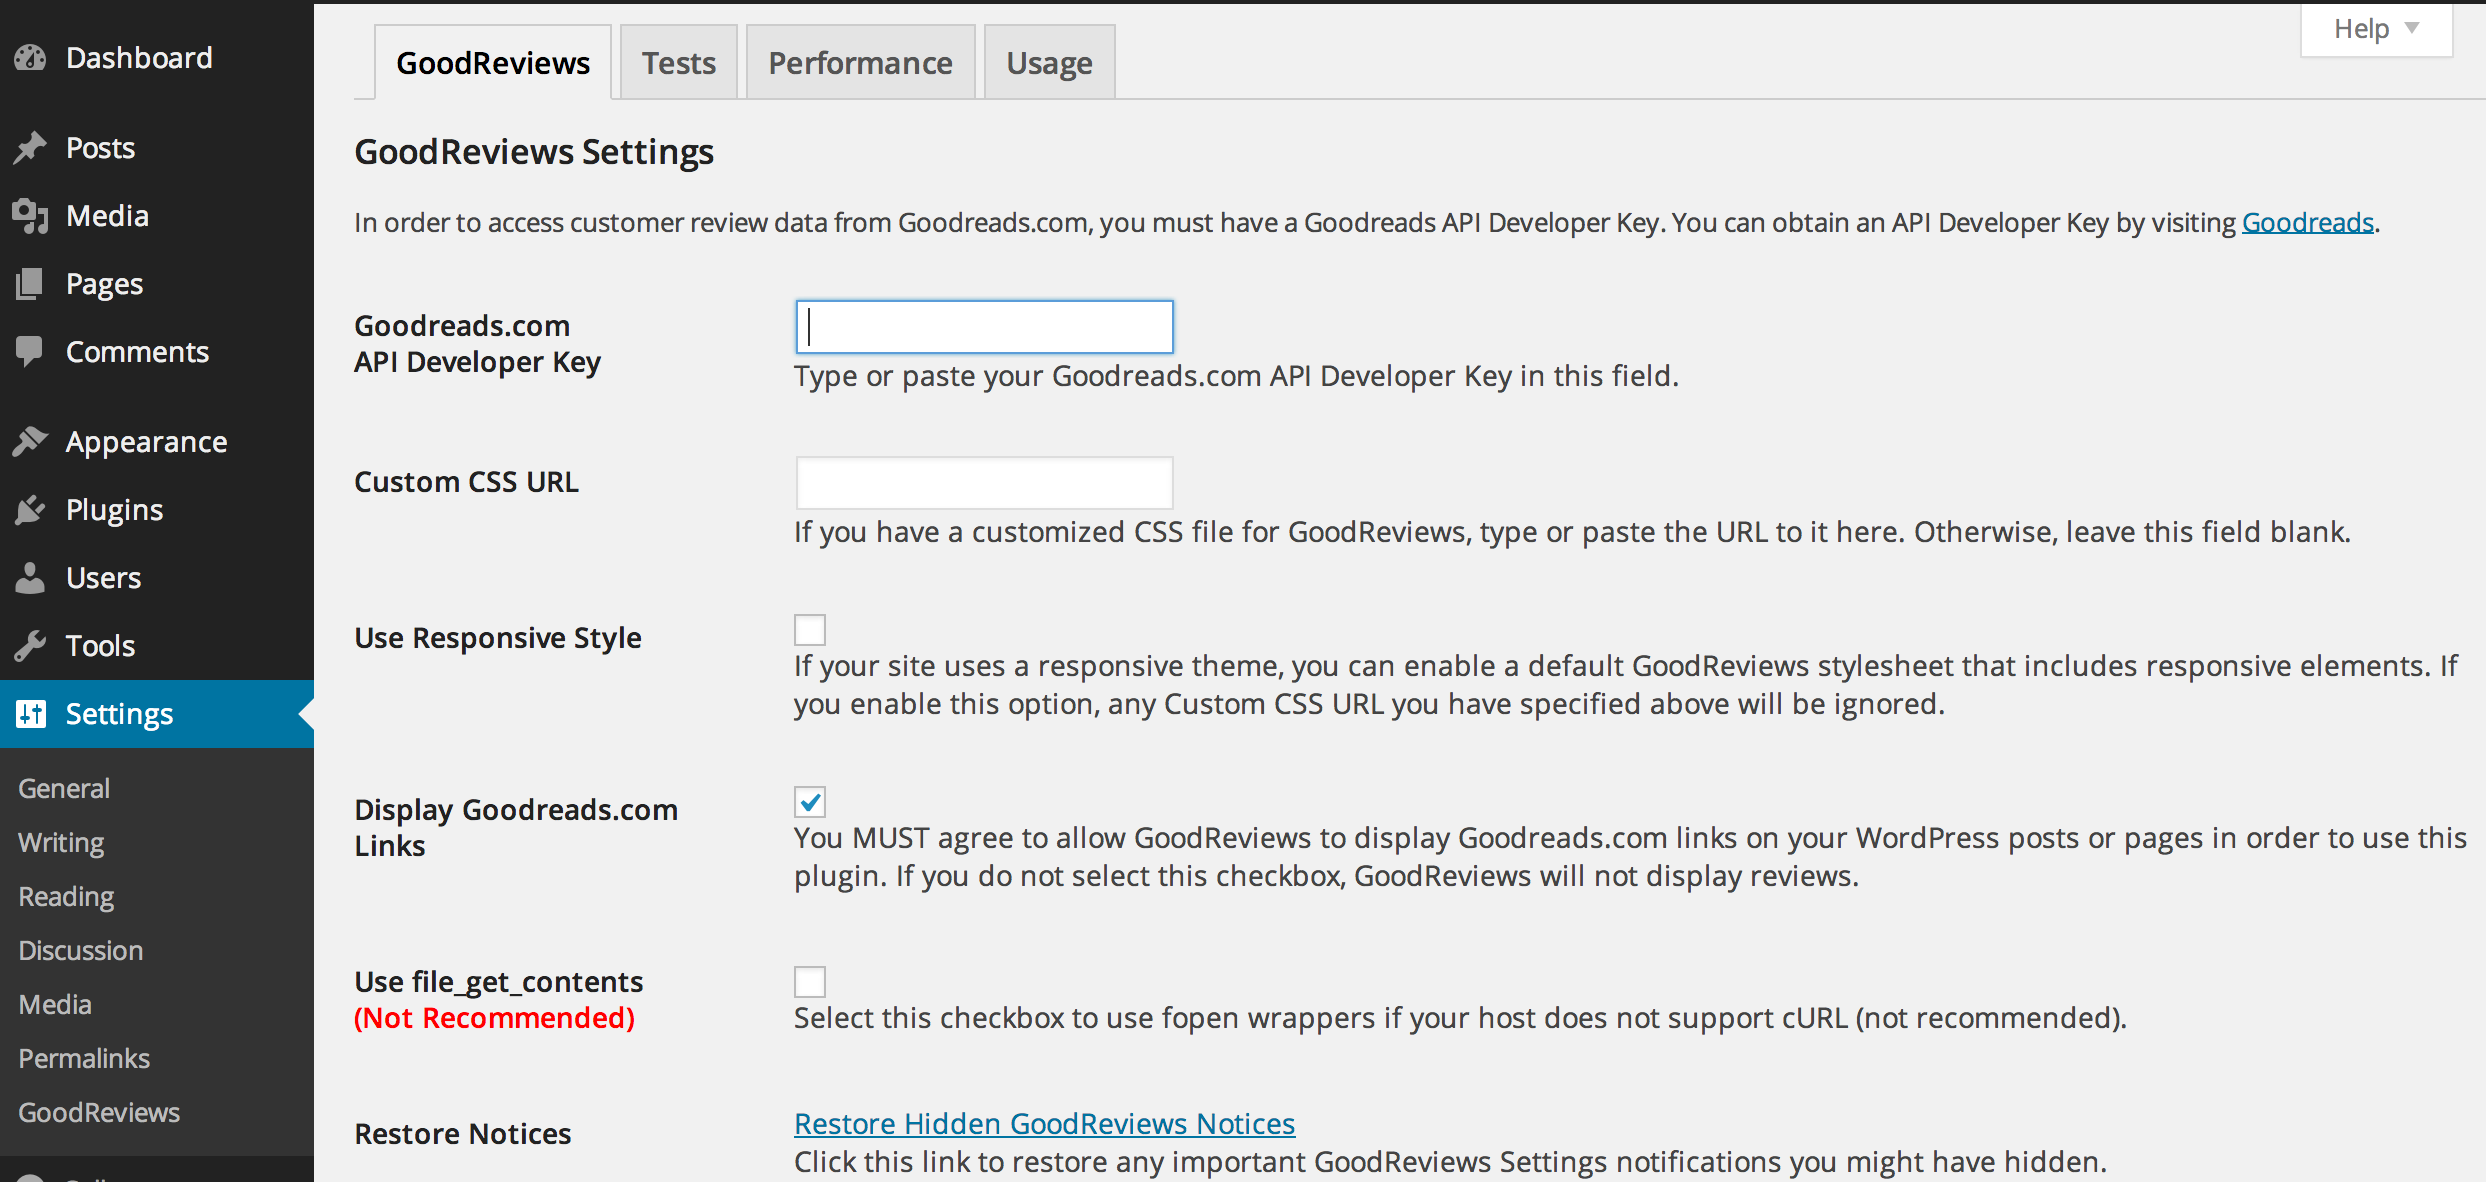 Dashboard
Posts
Media
Pages
Comments
Appearance
Plugins
Users
Tools
Settings
General
Writing
Reading
Discussion
Media
Permalinks
GoodReviews
GoodReviews
Tests
Performance
Usage
Help
GoodReviews Settings
In order to access customer review data from Goodreads.com, you must have a Goodreads API Developer Key. You can obtain an API Developer Key by visiting Goodreads.
Goodreads.com
API Developer Key
Type or paste your Goodreads.com API Developer Key in this field.
Custom CSS URL
If you have a customized CSS file for GoodReviews, type or paste the URL to it here. Otherwise, leave this field blank.
Use Responsive Style
If your site uses a responsive theme, you can enable a default GoodReviews stylesheet that includes responsive elements. If
you enable this option, any Custom CSS URL you have specified above will be ignored.
Display Goodreads.com
Links
You MUST agree to allow GoodReviews to display Goodreads.com links on your WordPress posts or pages in order to use this
plugin. If you do not select this checkbox, GoodReviews will not display reviews.
Use file_get_contents
(Not Recommended)
Select this checkbox to use fopen wrappers if your host does not support cURL (not recommended).
Restore Notices
Restore Hidden GoodReviews Notices
Click this link to restore any important GoodReviews Settings notifications you might have hidden.